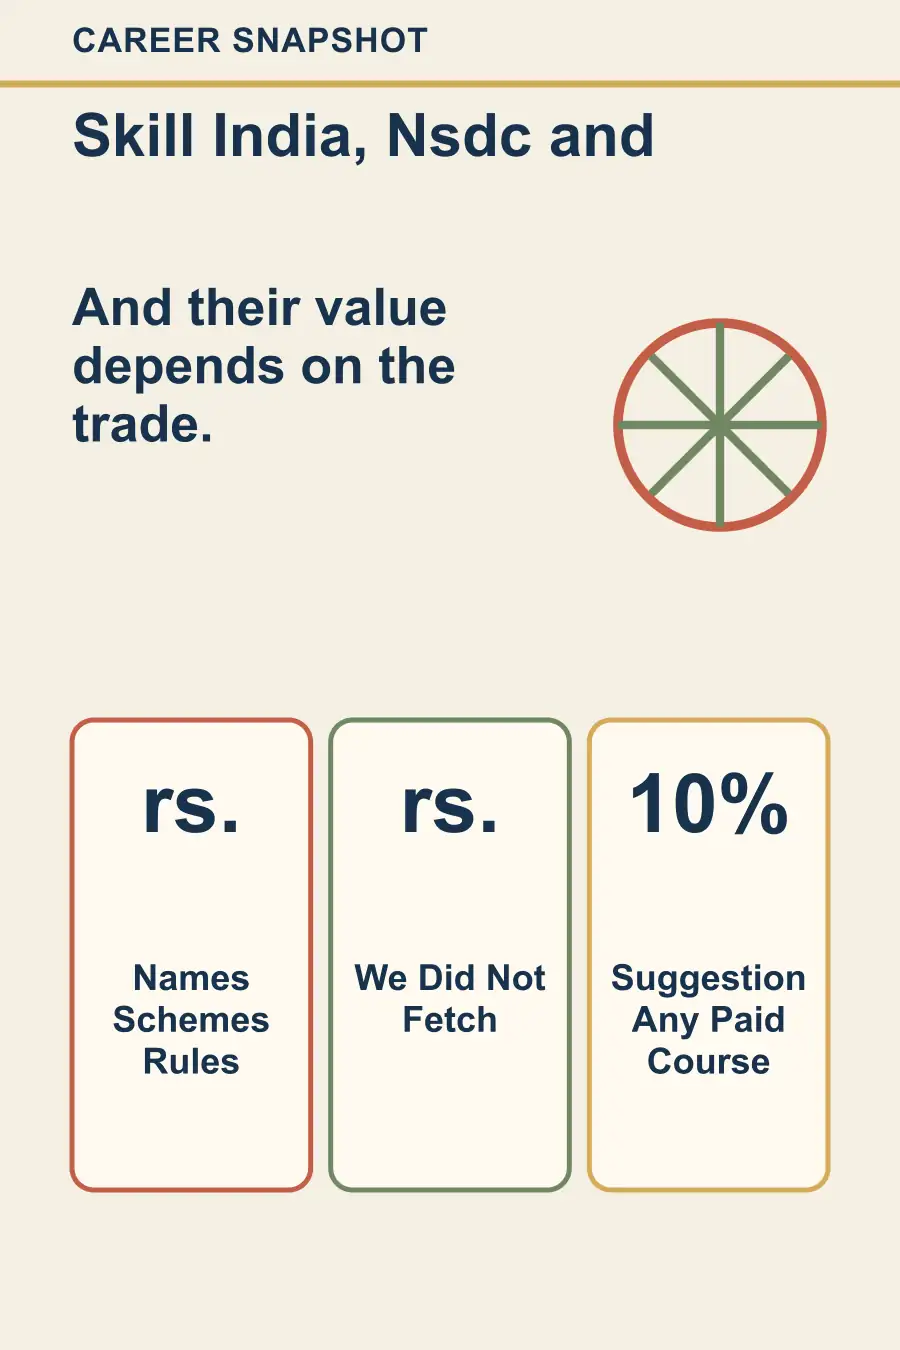 CAREER SNAPSHOT
Skill India, Nsdc and
And their value
depends on the
trade.
rs.
Names
Schemes
Rules
rs.
We Did Not
Fetch
10%
Suggestion
Any Paid
Course